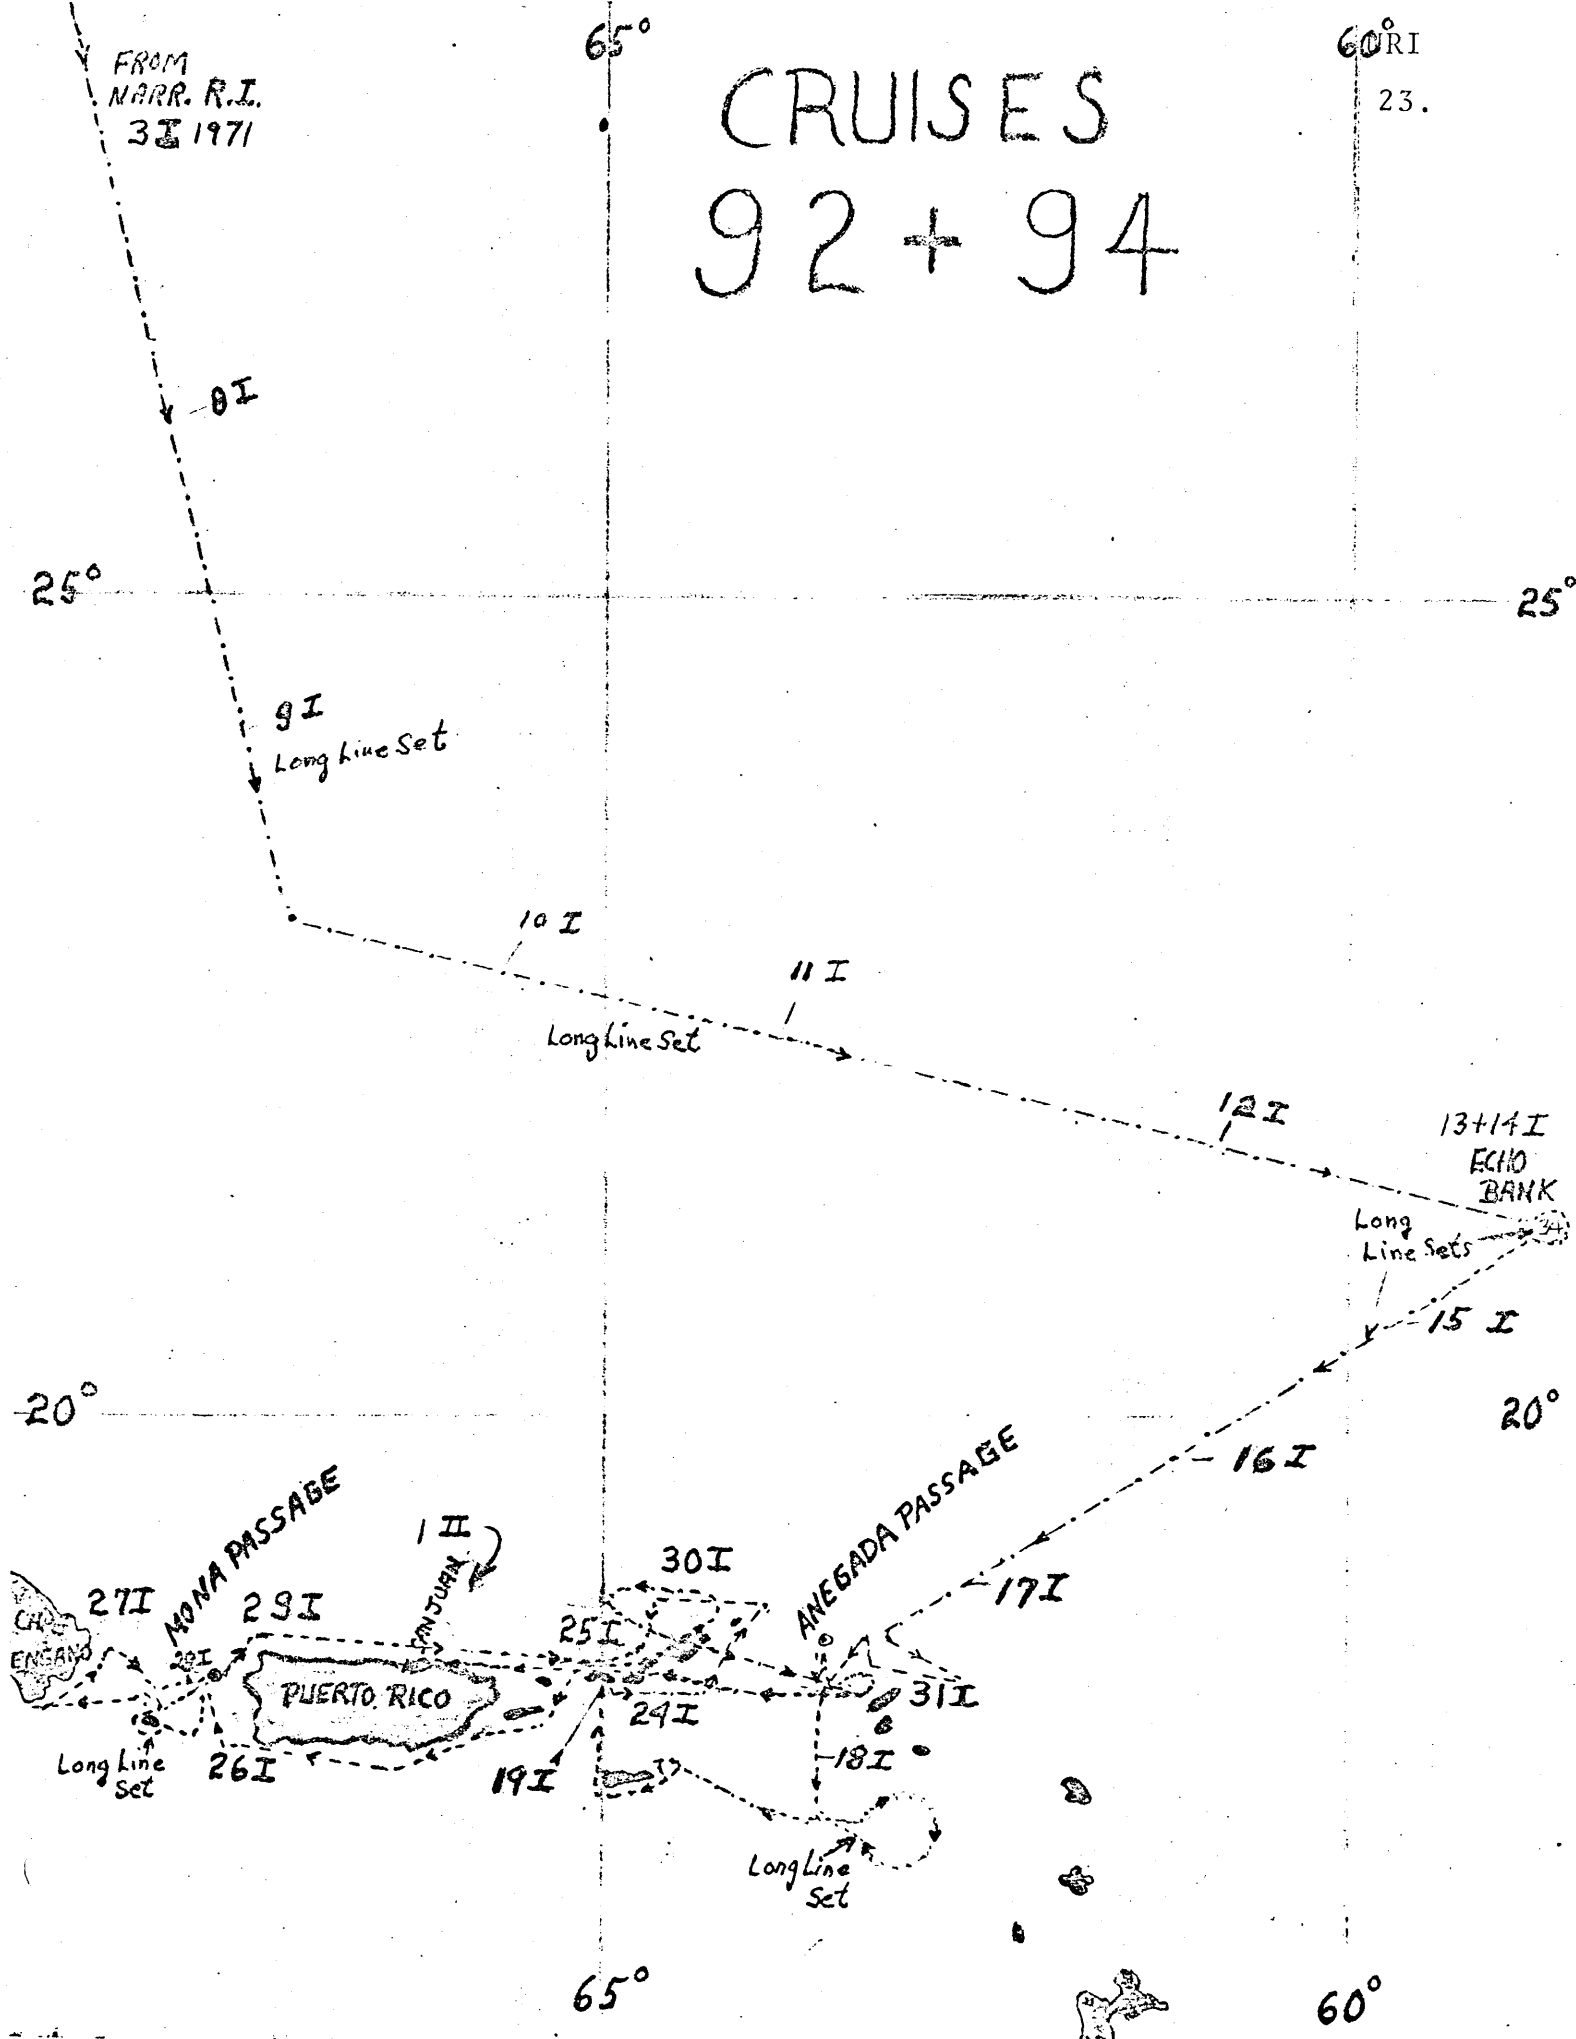 65°
60°
URI
23.
FROM
NARR. R.I.
3 I 1971
CRUISES
92 + 94
8 I
25°
25°
9 I
Long Line Set
10 I
11 I
Long Line Set
12 I
13+14 I
ECHO
BANK
Long
Line Sets
15 I
20°
20°
16 I
MONA PASSAGE
ANEGADA PASSAGE
1 II
SAN JUAN
30 I
17 I
27 I
29 I
25 I
ENGANO
PUERTO RICO
31 I
24 I
Long Line
Set
26 I
19 I
18 I
Long Line
Set
65°
60°